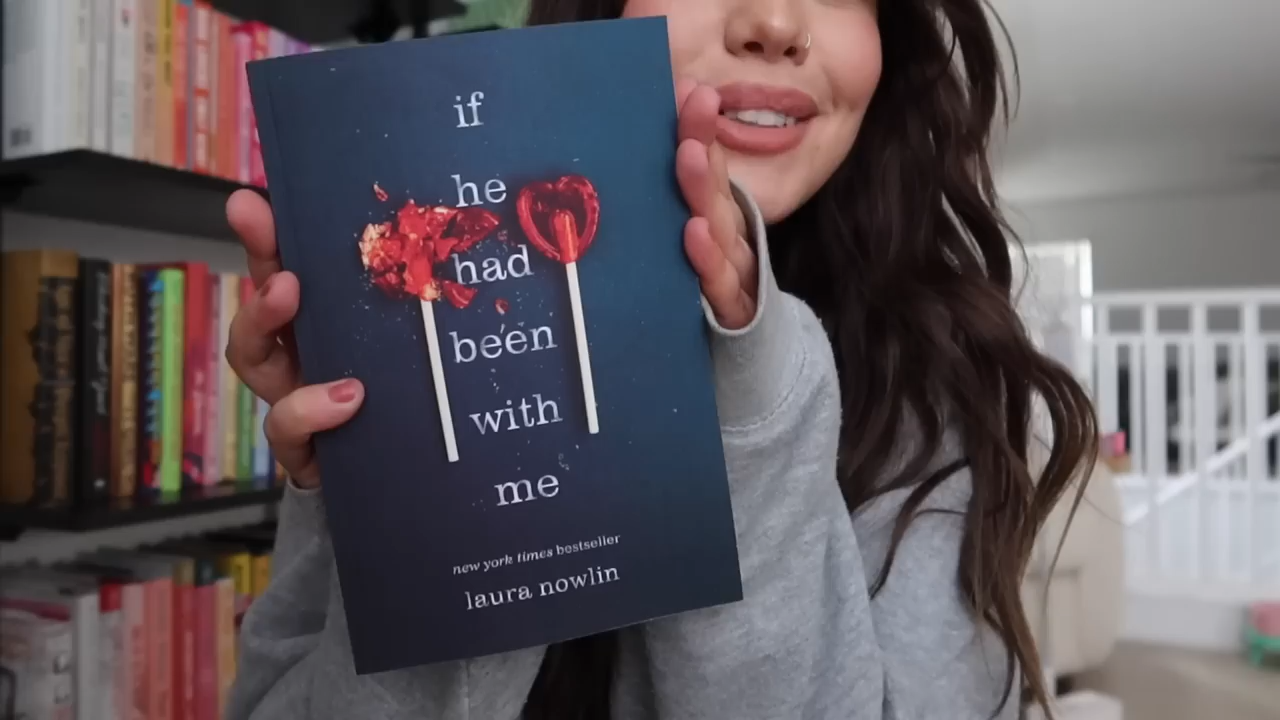 if
he
had
been
with
me
new york times bestseller
laura nowlin